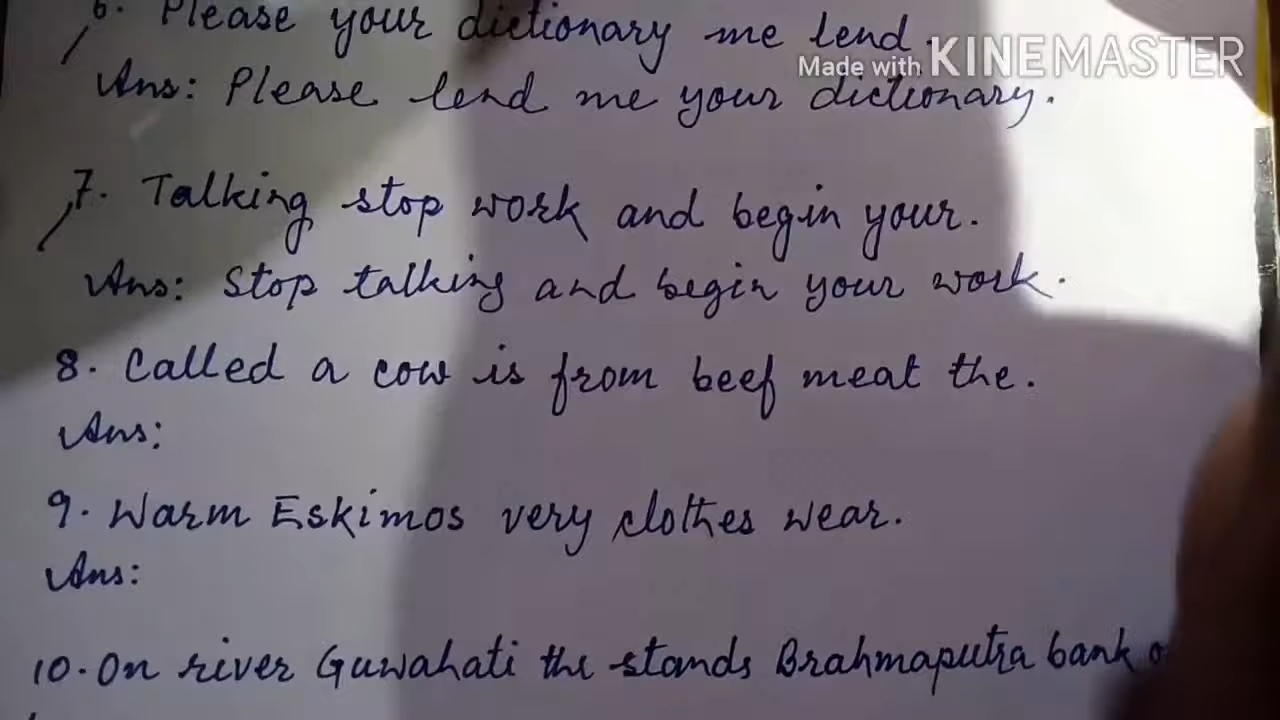 6. Please your dictionary me lend.
Made with KINEMASTER
Ans: Please lend me your dictionary.
7. Talking stop work and begin your.
Ans: Stop talking and begin your work.
8. Called a cow is from beef meat the.
Ans:
9. Warm Eskimos very clothes wear.
Ans:
10. On river Guwahati the stands Brahmaputra bank